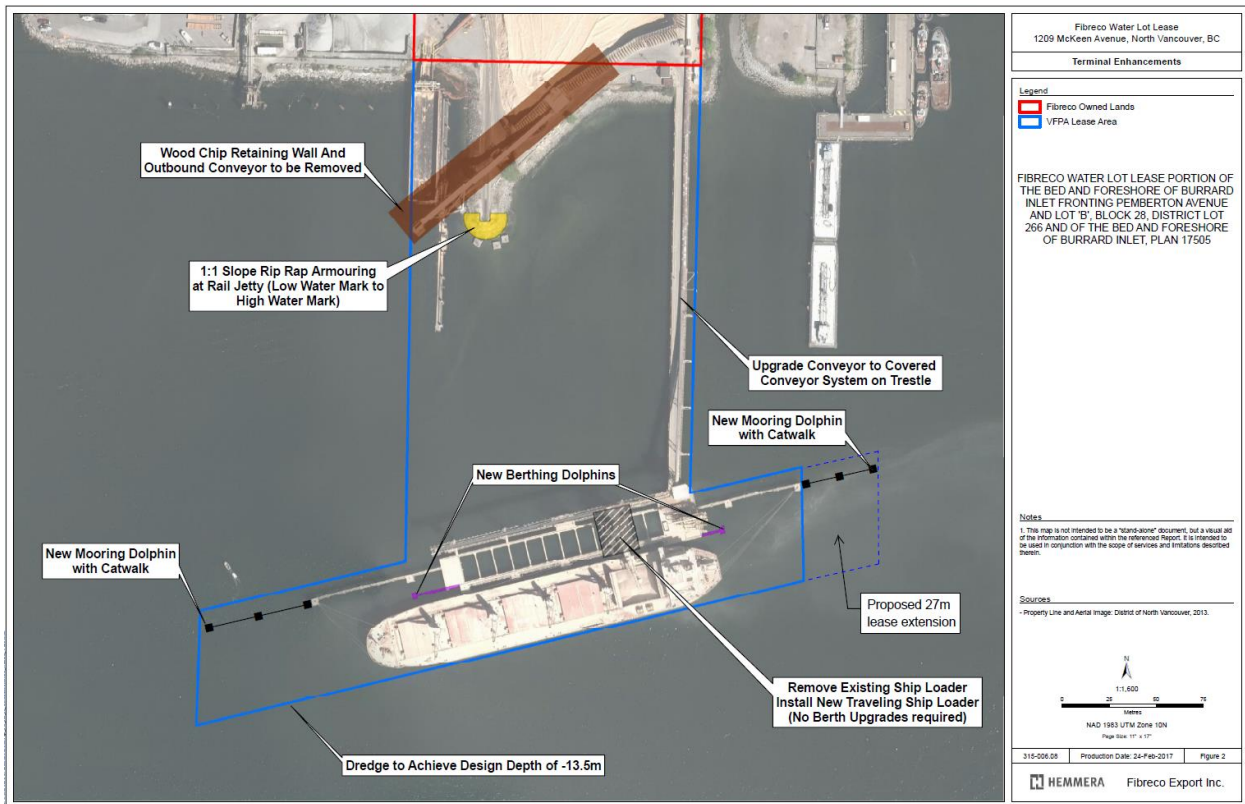 Wood Chip Retaining Wall And
Outbound Conveyor to be Removed
1:1 Slope Rip Rap Armouring
at Rail Jetty (Low Water Mark to
High Water Mark)
Upgrade Conveyor to Covered
Conveyor System on Trestle
New Mooring Dolphin
with Catwalk
New Berthing Dolphins
New Mooring Dolphin
with Catwalk
Proposed 27m
lease extension
Remove Existing Ship Loader
Install New Traveling Ship Loader
(No Berth Upgrades required)
Dredge to Achieve Design Depth of -13.5m
Fibreco Water Lot Lease
1209 McKeen Avenue, North Vancouver, BC
Terminal Enhancements
Legend
Fibreco Owned Lands
VFPA Lease Area
FIBRECO WATER LOT LEASE PORTION OF
THE BED AND FORESHORE OF BURRARD
INLET FRONTING PEMBERTON AVENUE
AND LOT 'B', BLOCK 28, DISTRICT LOT
266 AND OF THE BED AND FORESHORE
OF BURRARD INLET, PLAN 17505
Notes
1. This map is not intended to be a "stand-alone" document, but a visual aid
of the information contained within the referenced Report. It is intended to
be used in conjunction with the scope of services and limitations described
therein.
Sources
- Property Line and Aerial Image: District of North Vancouver, 2013.
N
1:1,600
0 25 50 75
Metres
NAD 1983 UTM Zone 10N
Page Size: 11" x 17"
315-006.08 Production Date: 24-Feb-2017 Figure 2
HEMMERA Fibreco Export Inc.